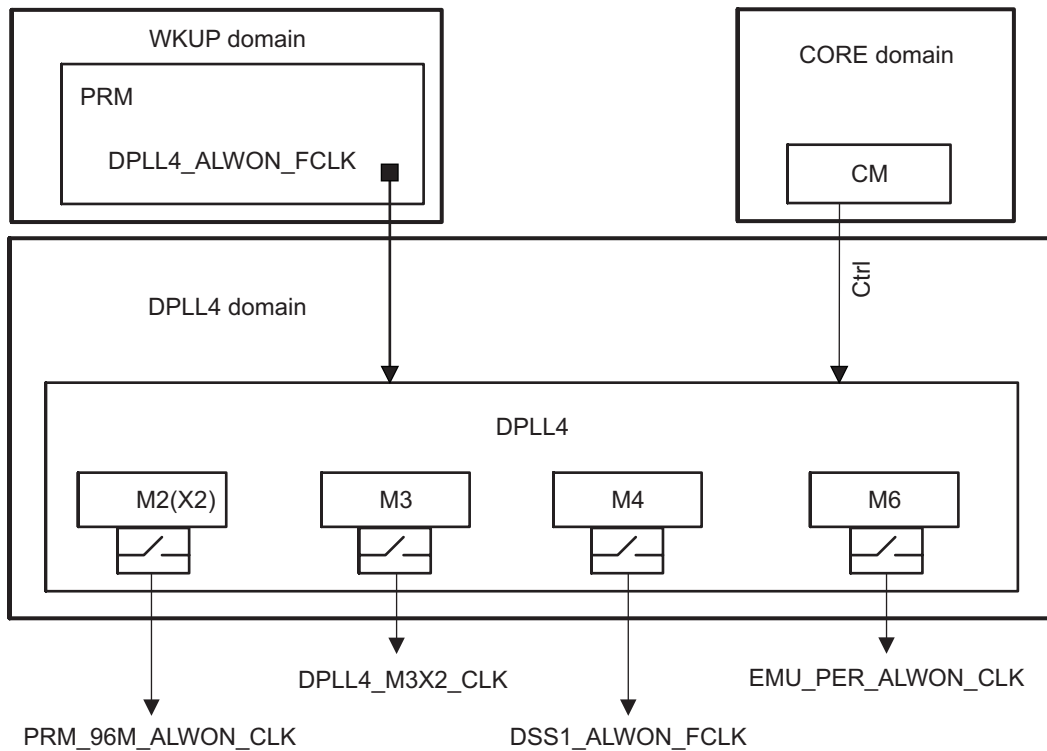 WKUP domain
CORE domain
PRM
DPLL4_ALWON_FCLK
CM
Ctrl
DPLL4 domain
DPLL4
M2(X2)
M3
M4
M6
DPLL4_M3X2_CLK
EMU_PER_ALWON_CLK
PRM_96M_ALWON_CLK
DSS1_ALWON_FCLK